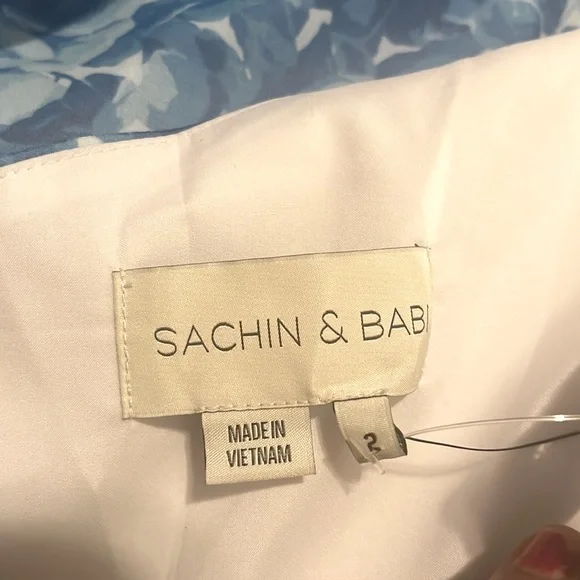 SACHIN & BAB
MADE IN
VIETNAM
2